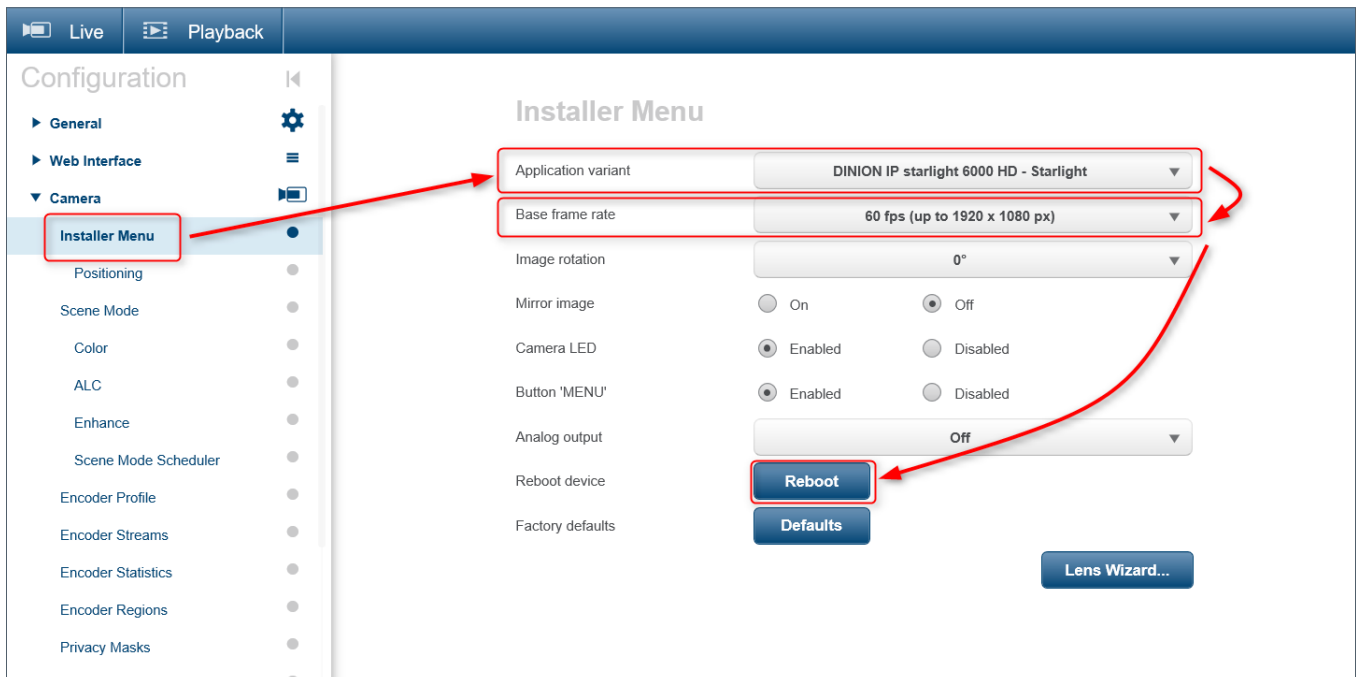 Live Playback
Configuration
General
Web Interface
Camera
Installer Menu
Positioning
Scene Mode
Color
ALC
Enhance
Scene Mode Scheduler
Encoder Profile
Encoder Streams
Encoder Statistics
Encoder Regions
Privacy Masks
Installer Menu
Application variant DINION IP starlight 6000 HD - Starlight
Base frame rate 60 fps (up to 1920 x 1080 px)
Image rotation 0°
Mirror image On Off
Camera LED Enabled Disabled
Button 'MENU' Enabled Disabled
Analog output Off
Reboot device Reboot
Factory defaults Defaults
Lens Wizard...